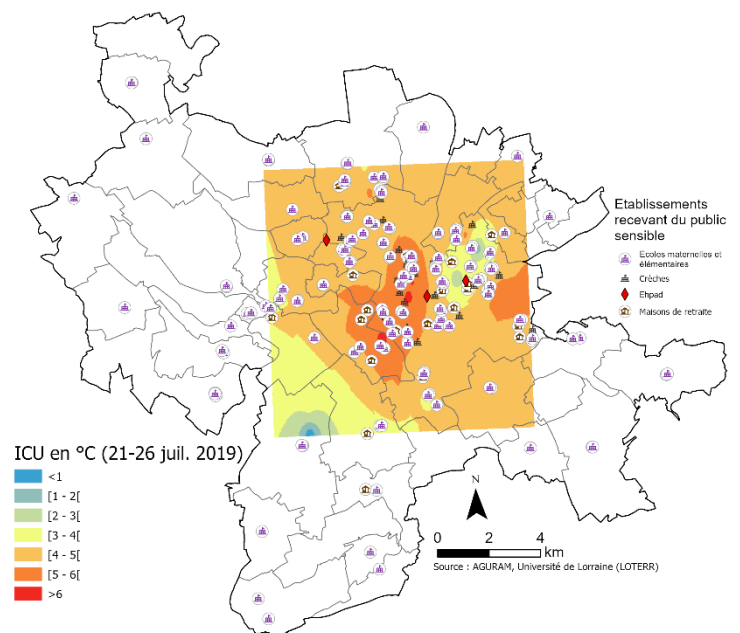 Etablissements
recevant du public
sensible
Ecoles maternelles et
élémentaires
Crèches
Ehpad
Maisons de retraite
ICU en °C (21-26 juil. 2019)
<1
[1 - 2[
[2 - 3[
[3 - 4[
[4 - 5[
[5 - 6[
>6
N
0 2 4
km
Source : AGURAM, Université de Lorraine (LOTERR)